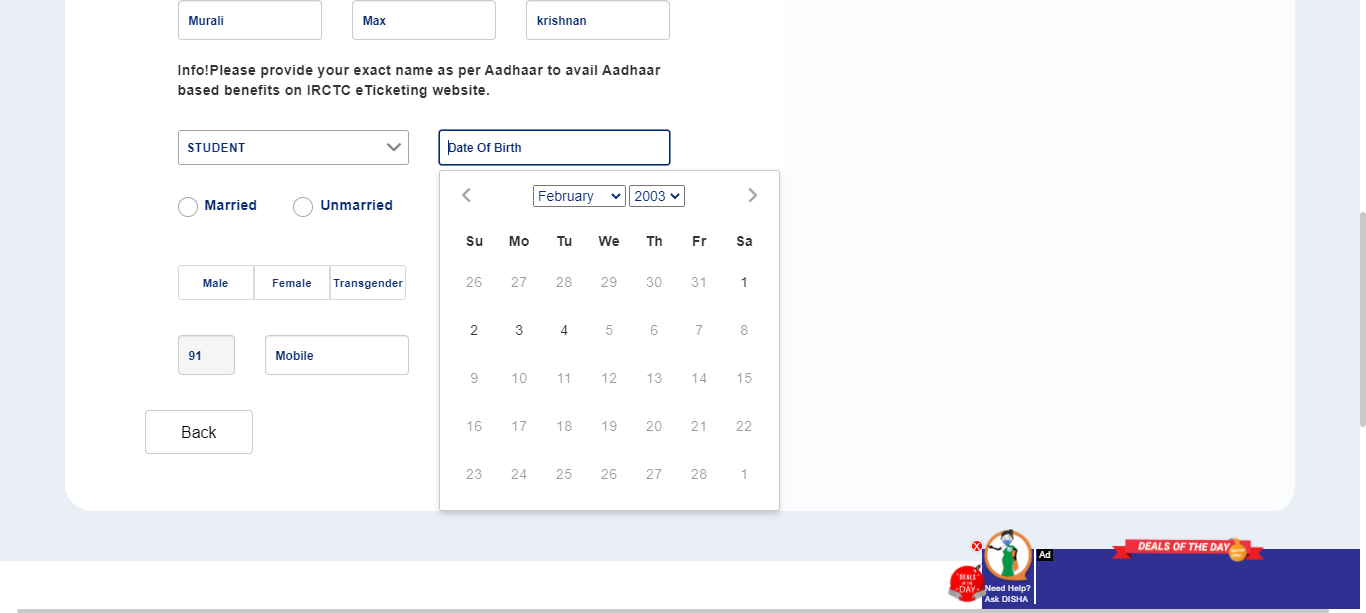 Murali Max krishnan
Info!Please provide your exact name as per Aadhaar to avail Aadhaar
based benefits on IRCTC eTicketing website.
STUDENT Date Of Birth
February 2003
Married Unmarried
Su Mo Tu We Th Fr Sa
26 27 28 29 30 31 1
Male Female Transgender
2 3 4 5 6 7 8
91 Mobile
9 10 11 12 13 14 15
Back
16 17 18 19 20 21 22
23 24 25 26 27 28 1
Ad
DEALS OF THE DAY
DEALS
OF THE
DAY
Need Help?
Ask DISHA